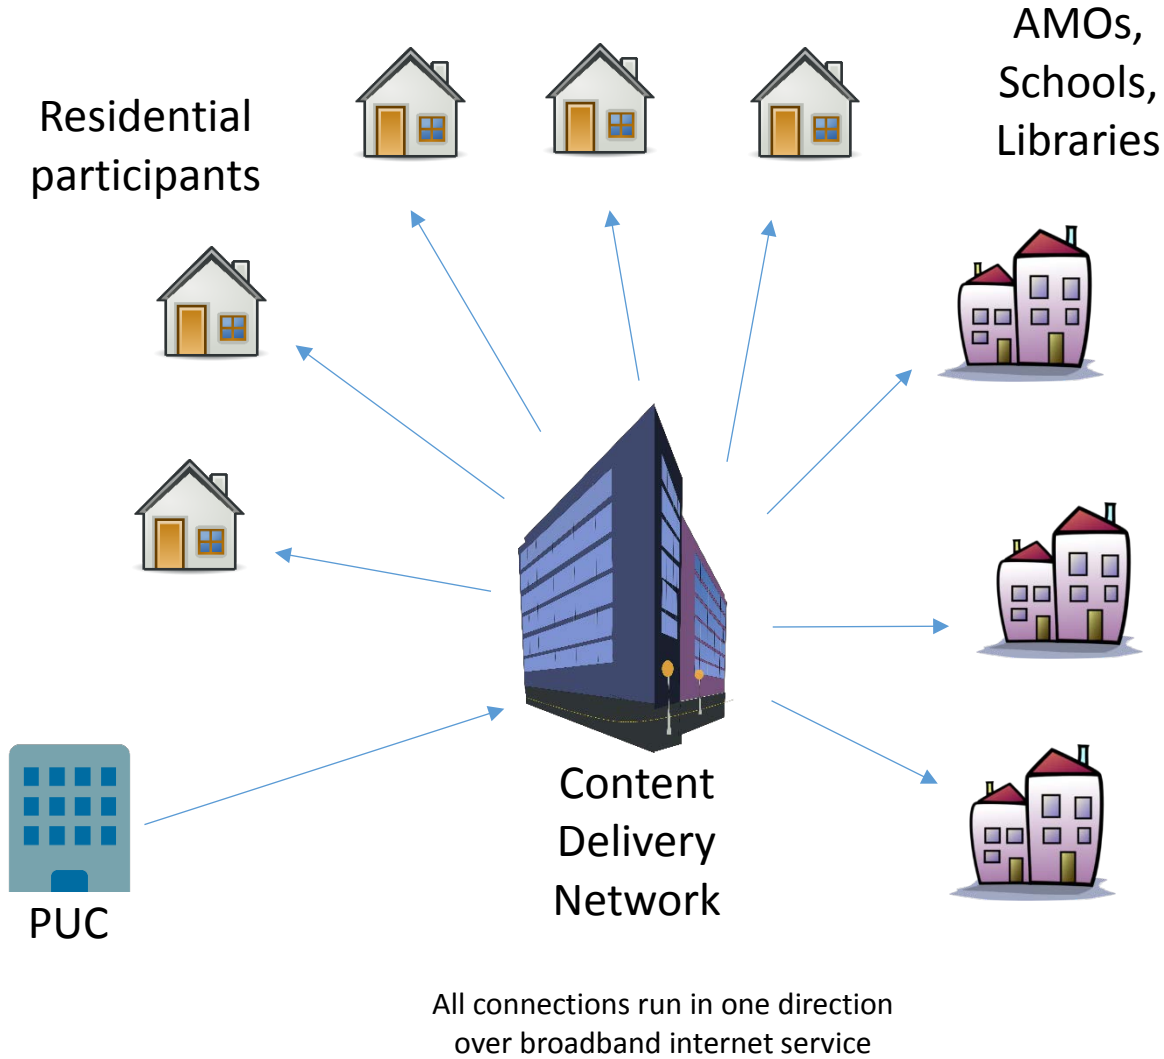 Residential
participants
AMOs,
Schools,
Libraries
PUC
Content
Delivery
Network
All connections run in one direction
over broadband internet service